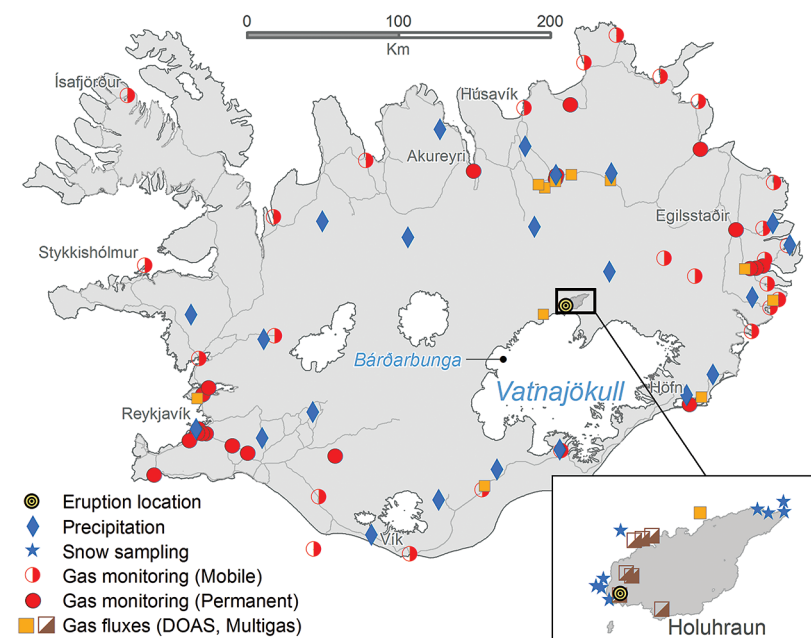 0 100 200
Km
Ísafjörður
Húsavík
Akureyri
Egilsstaðir
Stykkishólmur
Bárðarbunga
Vatnajökull
Höfn
Reykjavík
Vík
Eruption location
Precipitation
Snow sampling
Gas monitoring (Mobile)
Gas monitoring (Permanent)
Gas fluxes (DOAS, Multigas)
Holuhraun